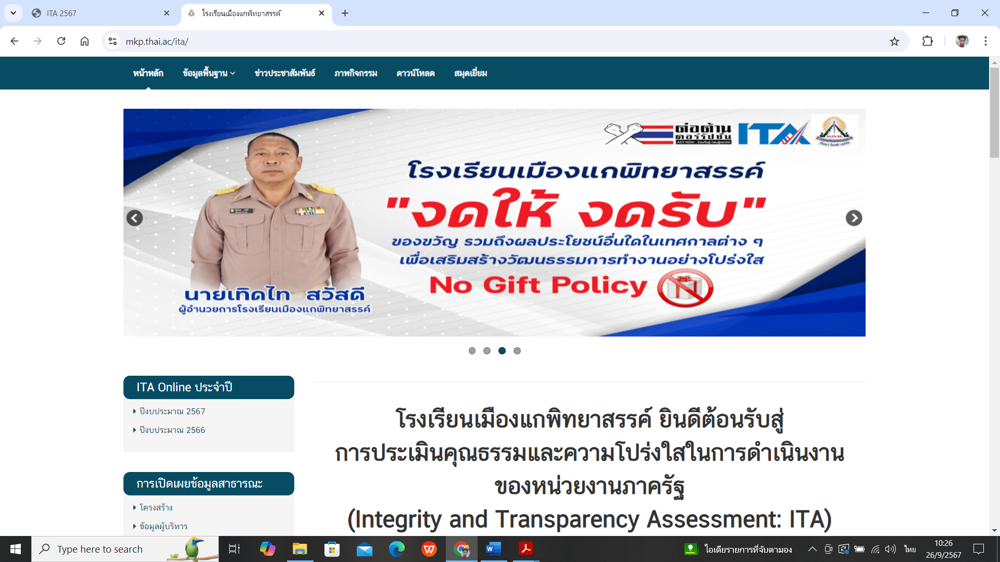 ITA 2567
โรงเรียนเมืองแกพิทยาสรรค์
mkp.thai.ac/ita/
หน้าหลัก ข้อมูลพื้นฐาน ข่าวประชาสัมพันธ์ ภาพกิจกรรม ดาวน์โหลด สมุดเยี่ยม
ต่อต้าน
คอร์รัปชัน
ITA
โรงเรียนเมืองแกพิทยาสรรค์
"งดให้ งดรับ"
ของขวัญ รวมถึงผลประโยชน์อื่นใดในเทศกาลต่าง ๆ
เพื่อเสริมสร้างวัฒนธรรมการทำงานอย่างโปร่งใส
No Gift Policy
นายเทิดไท สวัสดี
ผู้อำนวยการโรงเรียนเมืองแกพิทยาสรรค์
ITA Online ประจำปี
ปีงบประมาณ 2567
ปีงบประมาณ 2566
การเปิดเผยข้อมูลสาธารณะ
โครงสร้าง
ข้อมูลผู้บริหาร
โรงเรียนเมืองแกพิทยาสรรค์ ยินดีต้อนรับสู่
การประเมินคุณธรรมและความโปร่งใสในการดำเนินงาน
ของหน่วยงานภาครัฐ
(Integrity and Transparency Assessment: ITA)
Type here to search
ไอเดียรายการที่จับตามอง
ไทย
10:26
26/9/2567